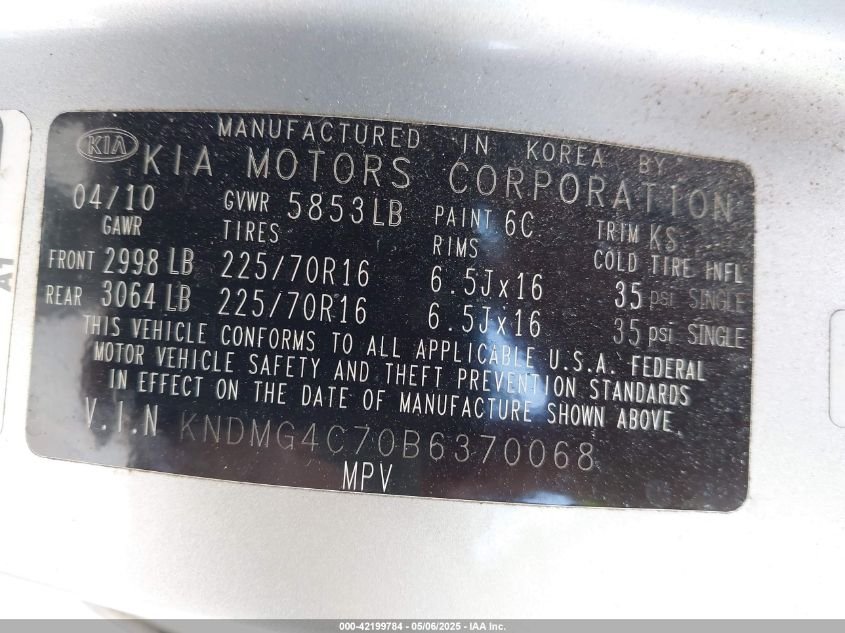 MANUFACTURED IN KOREA BY
KIA KIA MOTORS CORPORATION
04/10 GVWR 5853LB PAINT 6C TRIM KS
GAWR TIRES RIMS COLD TIRE INFL
FRONT 2998 LB 225/70R16 6.5Jx16 35 psi SINGLE
REAR 3064 LB 225/70R16 6.5Jx16 35 psi SINGLE
THIS VEHICLE CONFORMS TO ALL APPLICABLE U.S.A. FEDERAL
MOTOR VEHICLE SAFETY AND THEFT PREVENTION STANDARDS
IN EFFECT ON THE DATE OF MANUFACTURE SHOWN ABOVE.
V.I.N KNDMG4C70B6370068
MPV
000-42199784 - 05/06/2025 - IAA Inc.